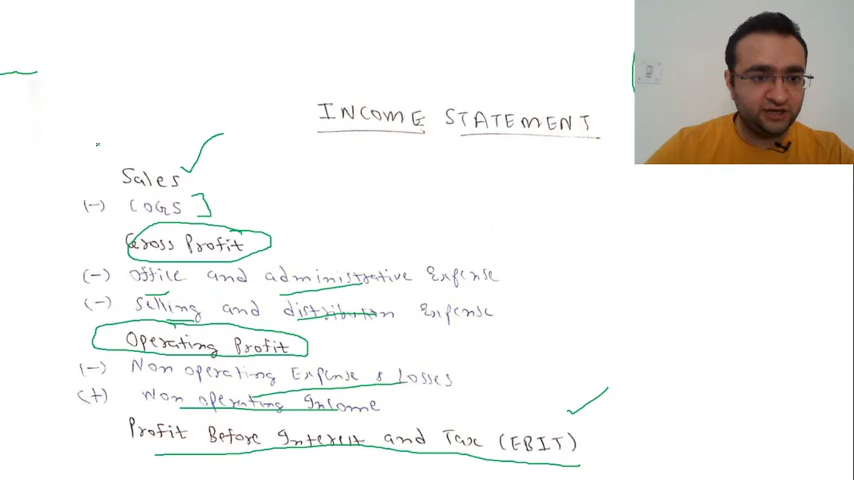 INCOME STATEMENT
Sales
(-) COGS
Gross Profit
(-) office and administrative Expense
(-) Selling and distribution Expense
Operating Profit
(-) Non operating Expense & Losses
(+) Non operating Income
Profit Before Interest and Tax (EBIT)